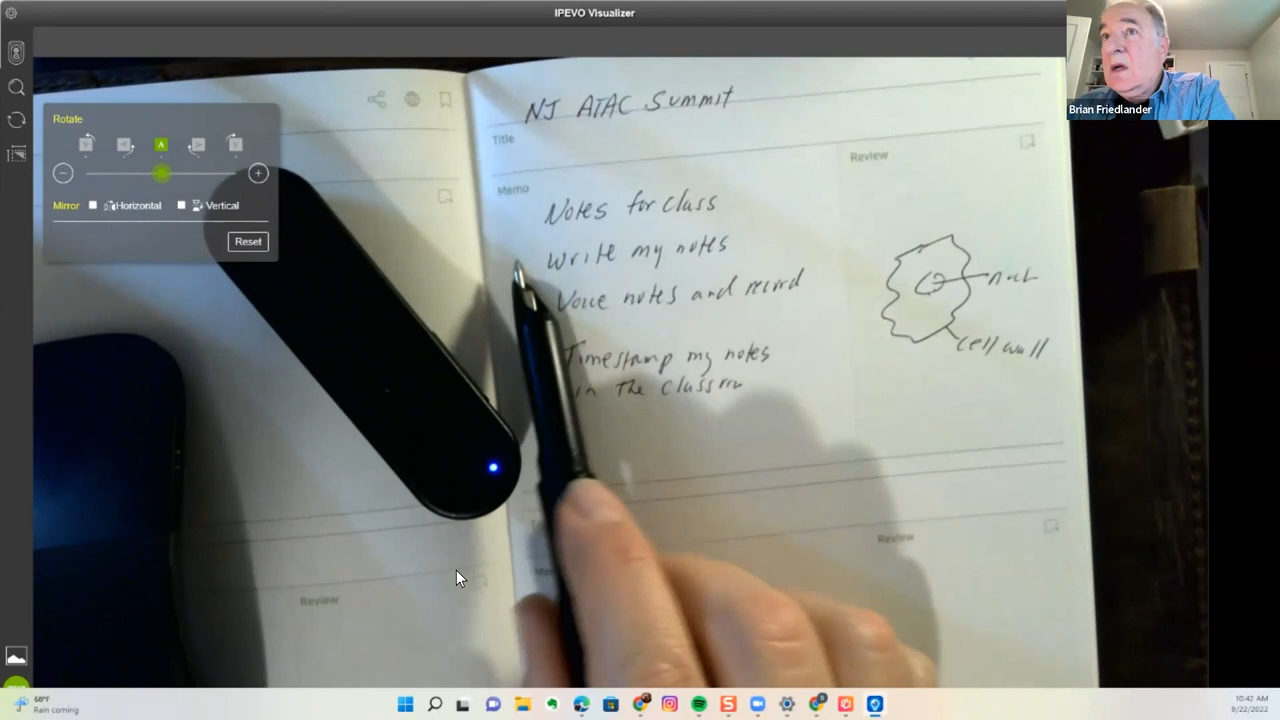 IPEVO Visualizer
Brian Friedlander
Rotate
Mirror Horizontal Vertical
Reset
NJ ATAC Summit
Title
Memo
Notes for class
Write my notes
Voice notes and record
Timestamp my notes
in the classrm
Review
nucl
cell wall
Review
Review
68°F
Rain coming
10:42 AM
9/22/2022